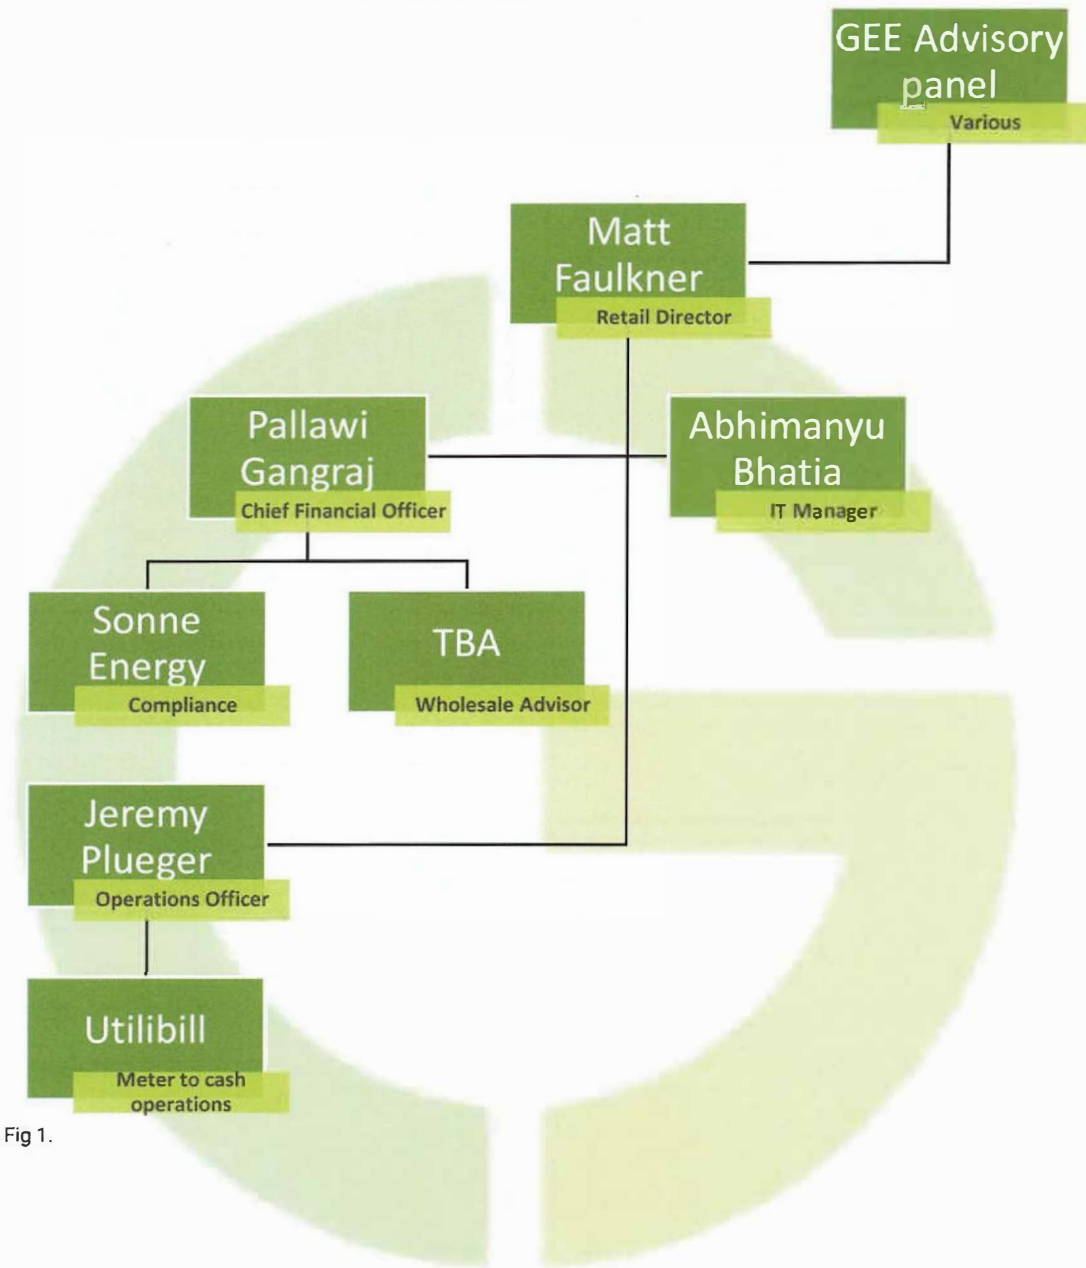 GEE Advisory
panel
Various
Matt
Faulkner
Retail Director
Pallawi
Gangraj
Chief Financial Officer
Abhimanyu
Bhatia
IT Manager
Sonne
Energy
Compliance
TBA
Wholesale Advisor
Jeremy
Plueger
Operations Officer
Utilibill
Meter to cash
operations
Fig 1.